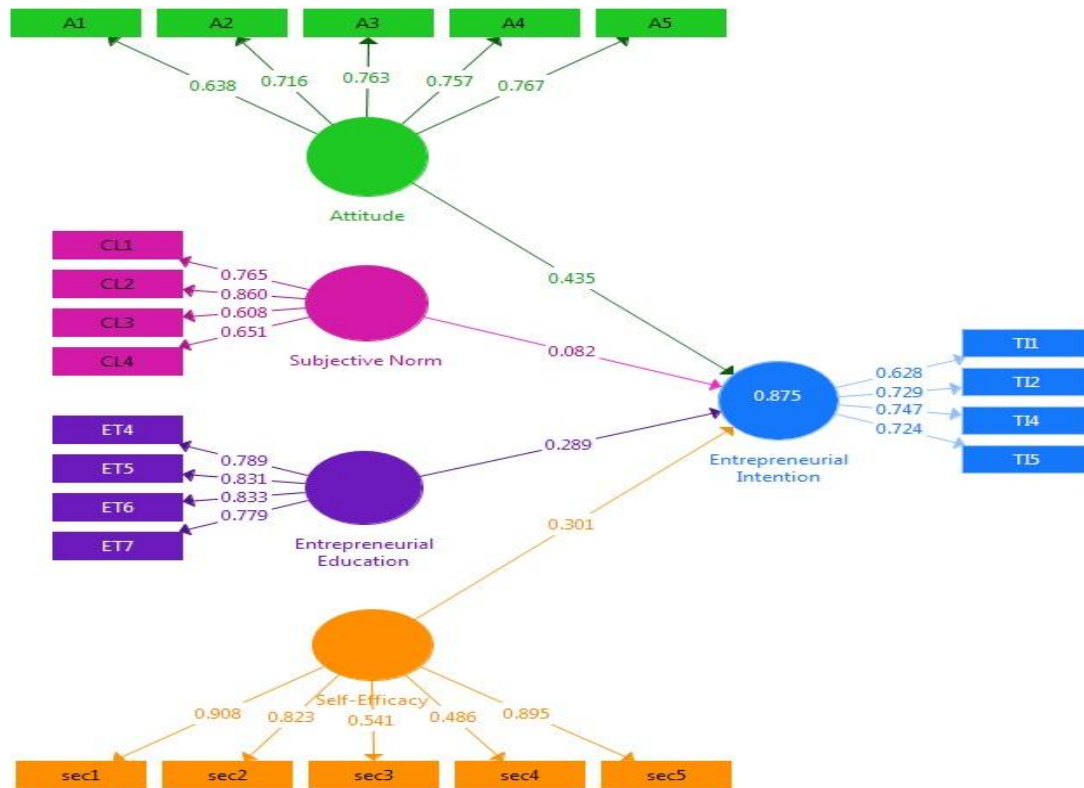 A1
A2
A3
A4
A5
0.638
0.716
0.763
0.757
0.767
Attitude
CL1
CL2
CL3
CL4
0.765
0.860
0.608
0.651
Subjective Norm
0.435
0.082
ET4
ET5
ET6
ET7
0.789
0.831
0.833
0.779
Entrepreneurial
Education
0.289
0.301
0.875
Entrepreneurial
Intention
0.628
0.729
0.747
0.724
TI1
TI2
TI4
TI5
Self-Efficacy
0.908
0.823
0.541
0.486
0.895
sec1
sec2
sec3
sec4
sec5